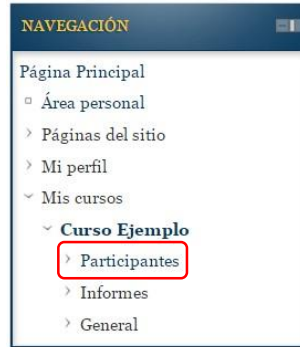 NAVEGACIÓN
Página Principal
Área personal
Páginas del sitio
Mi perfil
Mis cursos
Curso Ejemplo
Participantes
Informes
General